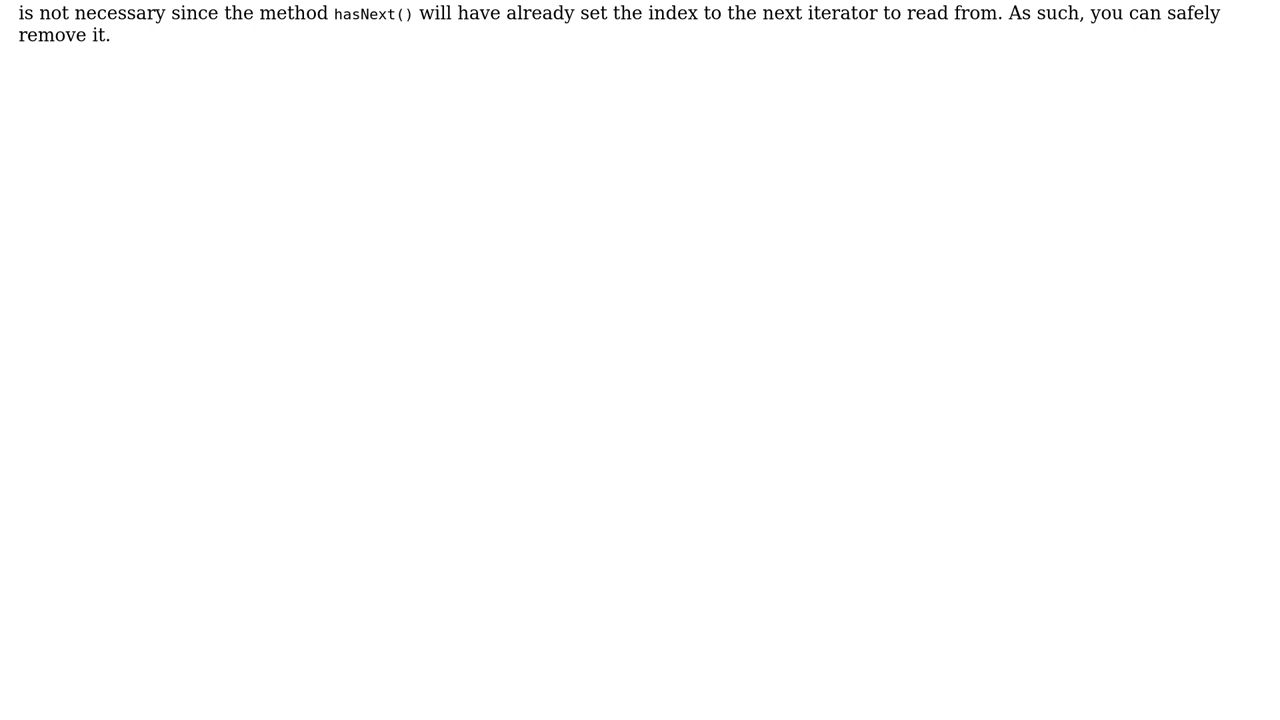 is not necessary since the method hasNext() will have already set the index to the next iterator to read from. As such, you can safely
remove it.